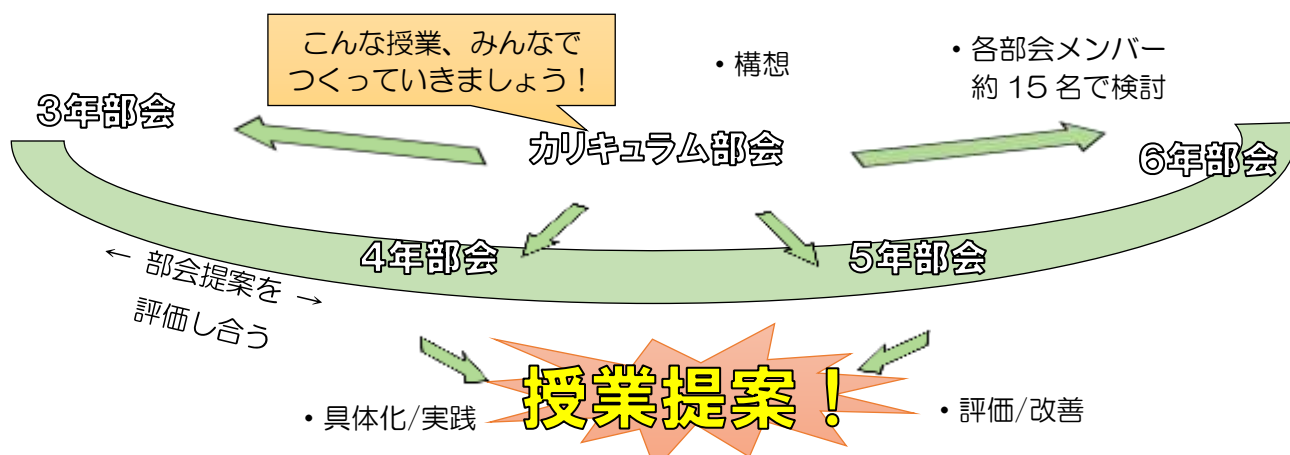 こんな授業、みんなで
つくっていきましょう！
・構想
・各部会メンバー
約 15 名で検討
3年部会
カリキュラム部会
6年部会
4年部会
5年部会
← 部会提案を →
評価し合う
授業提案！
・具体化/実践
・評価/改善